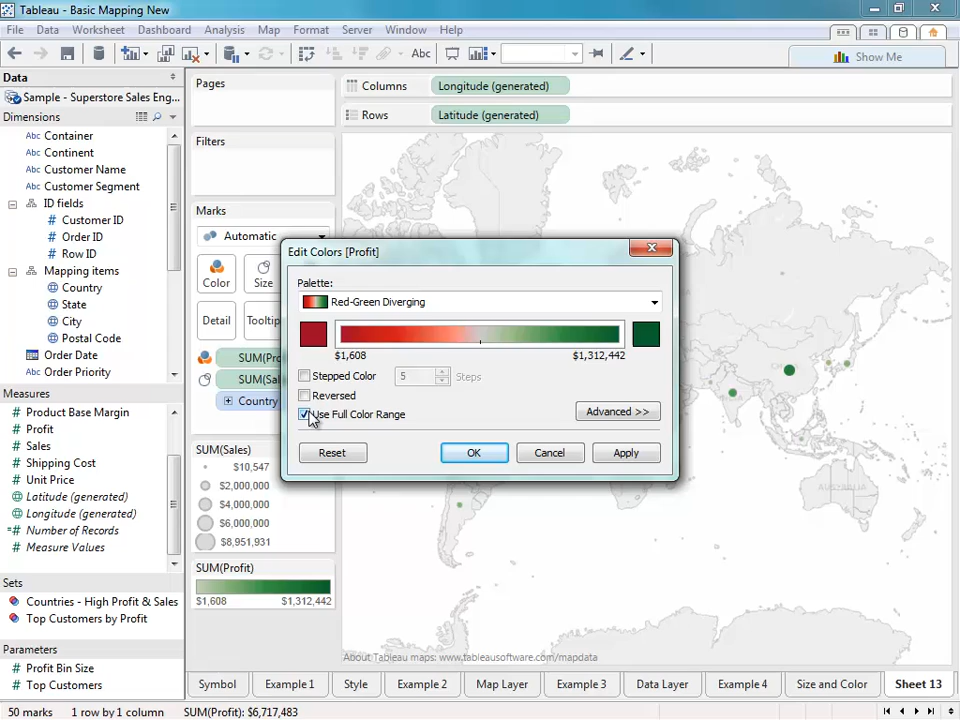 Tableau - Basic Mapping New
File Data Worksheet Dashboard Analysis Map Format Server Window Help
Abc
Show Me
Data
Sample - Superstore Sales Eng...
Dimensions
Abc Container
Abc Continent
Abc Customer Name
Abc Customer Segment
ID fields
# Customer ID
# Order ID
# Row ID
Mapping items
Country
State
City
Postal Code
Order Date
Abc Order Priority
Measures
# Product Base Margin
# Profit
# Sales
# Shipping Cost
# Unit Price
Latitude (generated)
Longitude (generated)
=# Number of Records
# Measure Values
Sets
Countries - High Profit & Sales
Top Customers by Profit
Parameters
# Profit Bin Size
# Top Customers
Pages
Filters
Marks
Automatic
Color
Size
Detail
Tooltip
SUM(Pro
SUM(Sal
Country
SUM(Sales)
$10,547
$2,000,000
$4,000,000
$6,000,000
$8,951,931
SUM(Profit)
$1,608 $1,312,442
Columns Longitude (generated)
Rows Latitude (generated)
Edit Colors [Profit]
Palette:
Red-Green Diverging
$1,608 $1,312,442
Stepped Color 5 Steps
Reversed
Use Full Color Range
Advanced >>
Reset OK Cancel Apply
AUSTRALIA
About Tableau maps: www.tableausoftware.com/mapdata
Symbol Example 1 Style Example 2 Map Layer Example 3 Data Layer Example 4 Size and Color Sheet 13
50 marks 1 row by 1 column SUM(Profit): $6,717,483